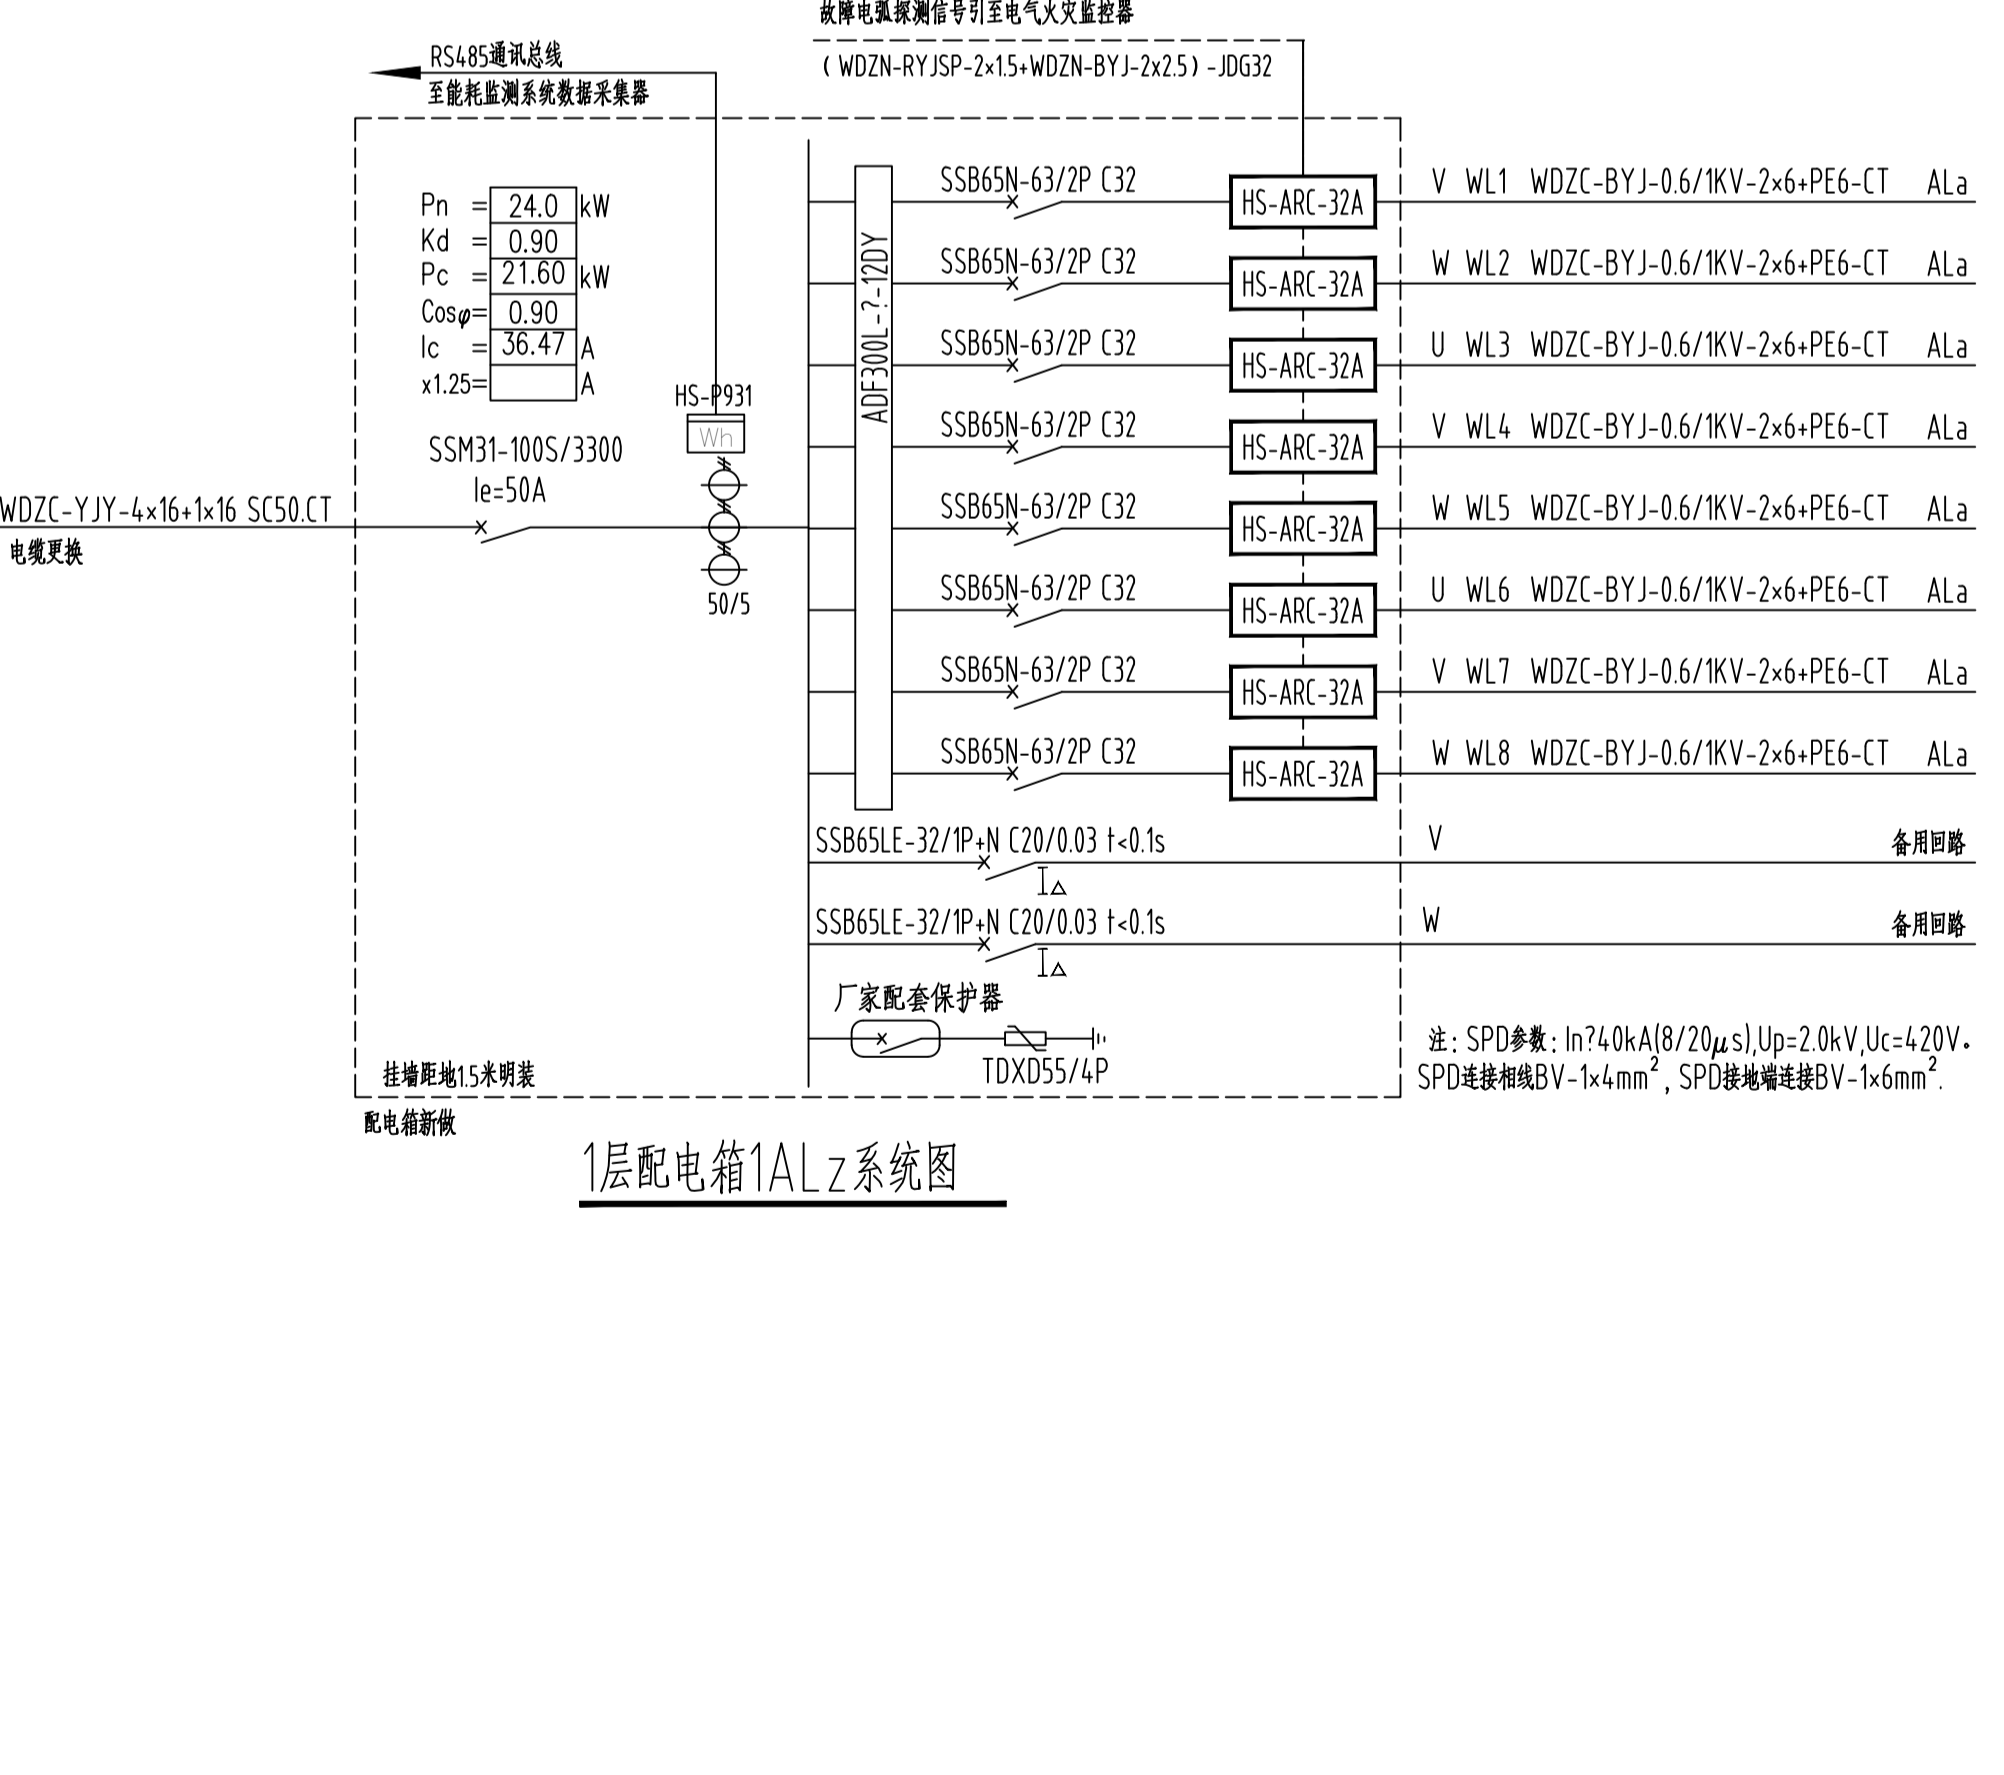 故障电弧探测信号引至电气火灾监控器
(WDZN-RYJSP-2×1.5+WDZN-BYJ-2x2.5)-JDG32
RS485通讯总线
至能耗监测系统数据采集器
Pn = 24.0 kW
Kd = 0.90
Pc = 21.60 kW
Cosφ= 0.90
Ic = 36.47 A
x1.25= A
HS-P931
Wh
SSM31-100S/3300
Ie=50A
WDZC-YJY-4×16+1×16 SC50.CT
电缆更换
50/5
ADF300L-?-12DY
SSB65N-63/2P C32 HS-ARC-32A V WL1 WDZC-BYJ-0.6/1KV-2×6+PE6-CT ALa
SSB65N-63/2P C32 HS-ARC-32A W WL2 WDZC-BYJ-0.6/1KV-2×6+PE6-CT ALa
SSB65N-63/2P C32 HS-ARC-32A U WL3 WDZC-BYJ-0.6/1KV-2×6+PE6-CT ALa
SSB65N-63/2P C32 HS-ARC-32A V WL4 WDZC-BYJ-0.6/1KV-2×6+PE6-CT ALa
SSB65N-63/2P C32 HS-ARC-32A W WL5 WDZC-BYJ-0.6/1KV-2×6+PE6-CT ALa
SSB65N-63/2P C32 HS-ARC-32A U WL6 WDZC-BYJ-0.6/1KV-2×6+PE6-CT ALa
SSB65N-63/2P C32 HS-ARC-32A V WL7 WDZC-BYJ-0.6/1KV-2×6+PE6-CT ALa
SSB65N-63/2P C32 HS-ARC-32A W WL8 WDZC-BYJ-0.6/1KV-2×6+PE6-CT ALa
SSB65LE-32/1P+N C20/0.03 t<0.1s V 备用回路
I△
SSB65LE-32/1P+N C20/0.03 t<0.1s W 备用回路
I△
厂家配套保护器
TDXD55/4P
注: SPD参数: In?40kA(8/20μs),Up=2.0kV,Uc=420V。
SPD连接相线BV-1×4mm², SPD接地端连接BV-1×6mm².
挂墙距地1.5米明装
配电箱新做
1层配电箱1ALz系统图